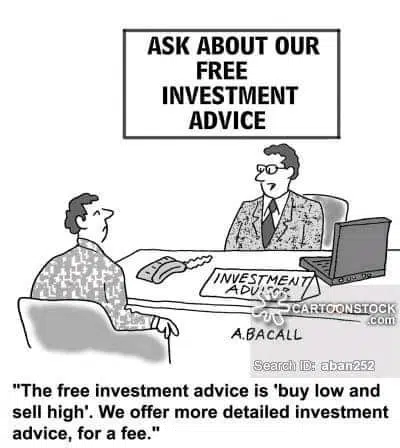 ASK ABOUT OUR
FREE
INVESTMENT
ADVICE
INVESTMENT
ADVISOR
CARTOONSTOCK
.com
A.BACALL
Search ID: aban252
"The free investment advice is 'buy low and
sell high'. We offer more detailed investment
advice, for a fee."